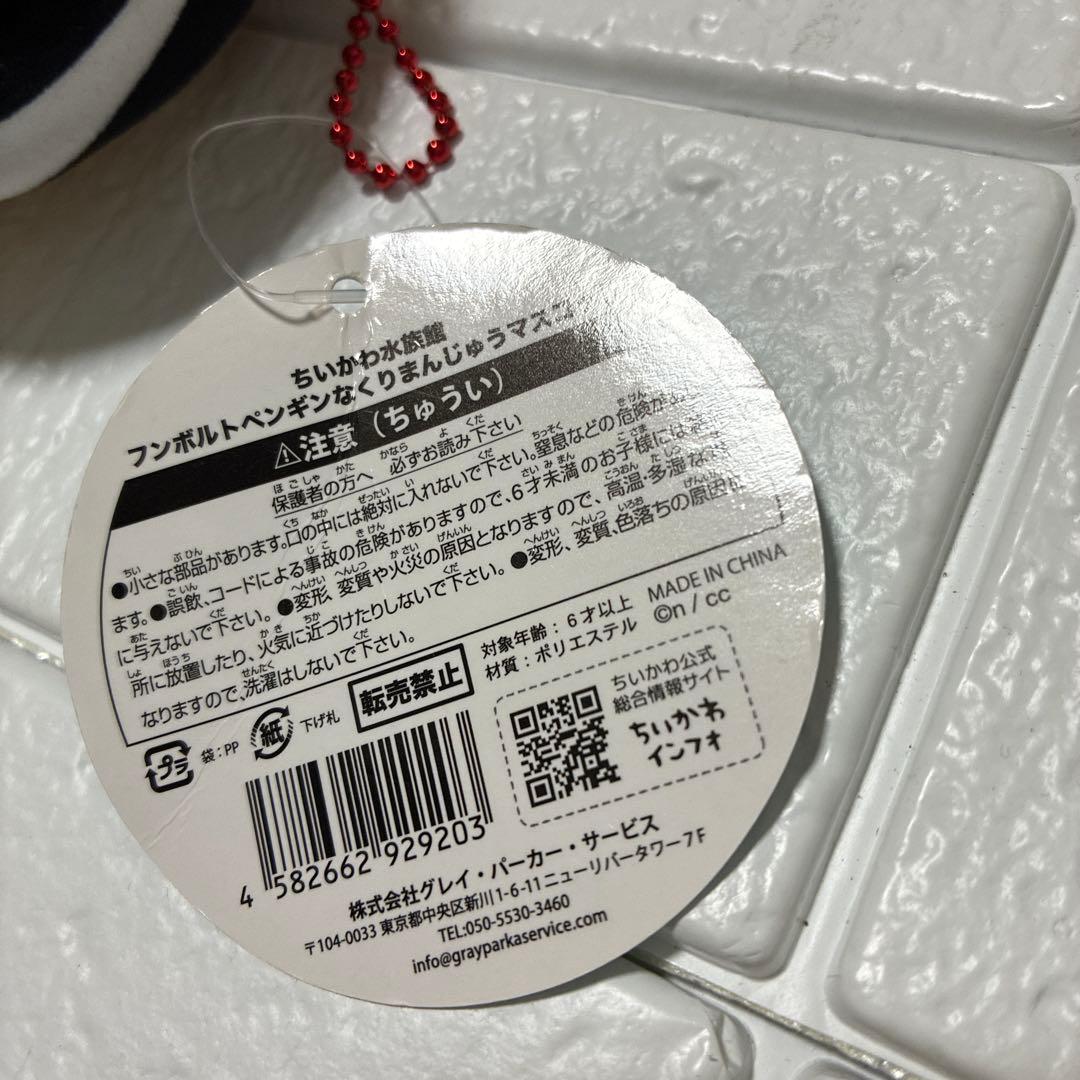 ちいかわ水族館
フンボルトペンギンなくりまんじゅうマスコ
⚠注意（ちゅうい）
保護者の方へ 必ずお読み下さい
●小さな部品があります。口の中には絶対に入れないで下さい。窒息などの危険が
ます。●誤飲、コードによる事故の危険がありますので、6才未満のお子様には
に与えないで下さい。●変形、変質や火災の原因となりますので、高温・多湿な
所に放置したり、火気に近づけたりしないで下さい。●変形、変質、色落ちの原因
なりますので、洗濯はしないで下さい。
プラ
袋:PP
紙
下げ札
転売禁止
対象年齢：6才以上
材質：ポリエステル
MADE IN CHINA
©n / cc
ちいかわ公式
総合情報サイト
ちいかわ
インフォ
4 582662 929203
株式会社グレイ・パーカー・サービス
〒104-0033 東京都中央区新川1-6-11 ニューリバータワー7F
TEL:050-5530-3460
info@grayparkaservice.com